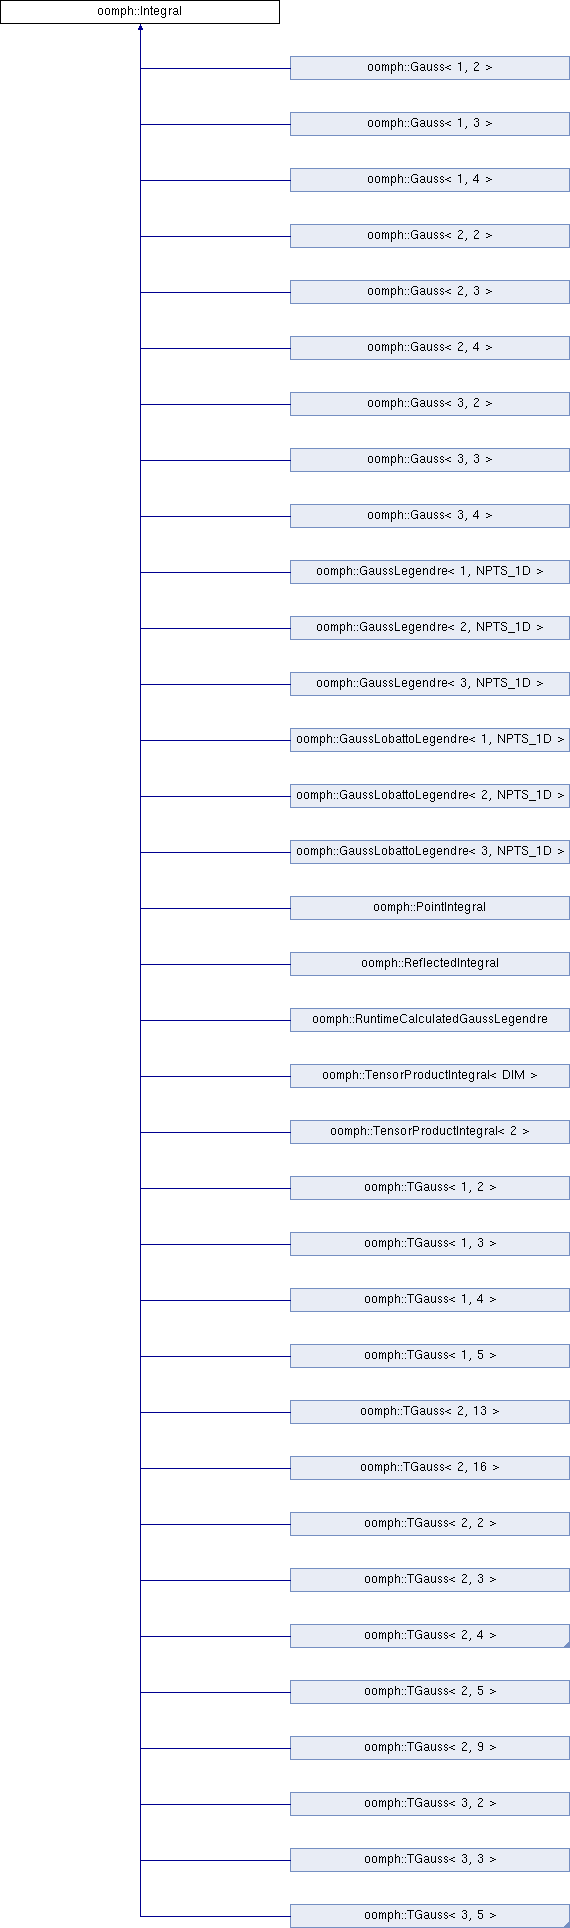 oomph::Integral
oomph::Gauss< 1, 2 >
oomph::Gauss< 1, 3 >
oomph::Gauss< 1, 4 >
oomph::Gauss< 2, 2 >
oomph::Gauss< 2, 3 >
oomph::Gauss< 2, 4 >
oomph::Gauss< 3, 2 >
oomph::Gauss< 3, 3 >
oomph::Gauss< 3, 4 >
oomph::GaussLegendre< 1, NPTS_1D >
oomph::GaussLegendre< 2, NPTS_1D >
oomph::GaussLegendre< 3, NPTS_1D >
oomph::GaussLobattoLegendre< 1, NPTS_1D >
oomph::GaussLobattoLegendre< 2, NPTS_1D >
oomph::GaussLobattoLegendre< 3, NPTS_1D >
oomph::PointIntegral
oomph::ReflectedIntegral
oomph::RuntimeCalculatedGaussLegendre
oomph::TensorProductIntegral< DIM >
oomph::TensorProductIntegral< 2 >
oomph::TGauss< 1, 2 >
oomph::TGauss< 1, 3 >
oomph::TGauss< 1, 4 >
oomph::TGauss< 1, 5 >
oomph::TGauss< 2, 13 >
oomph::TGauss< 2, 16 >
oomph::TGauss< 2, 2 >
oomph::TGauss< 2, 3 >
oomph::TGauss< 2, 4 >
oomph::TGauss< 2, 5 >
oomph::TGauss< 2, 9 >
oomph::TGauss< 3, 2 >
oomph::TGauss< 3, 3 >
oomph::TGauss< 3, 5 >